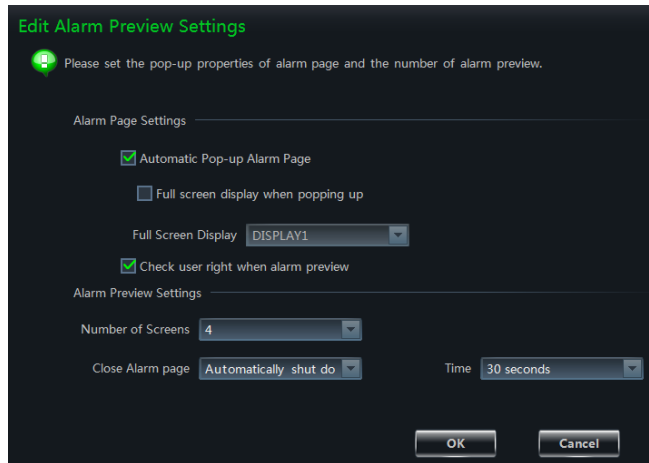 Edit Alarm Preview Settings
Please set the pop-up properties of alarm page and the number of alarm preview.
Alarm Page Settings
Automatic Pop-up Alarm Page
Full screen display when popping up
Full Screen Display DISPLAY1
Check user right when alarm preview
Alarm Preview Settings
Number of Screens 4
Close Alarm page Automatically shut do Time 30 seconds
OK Cancel